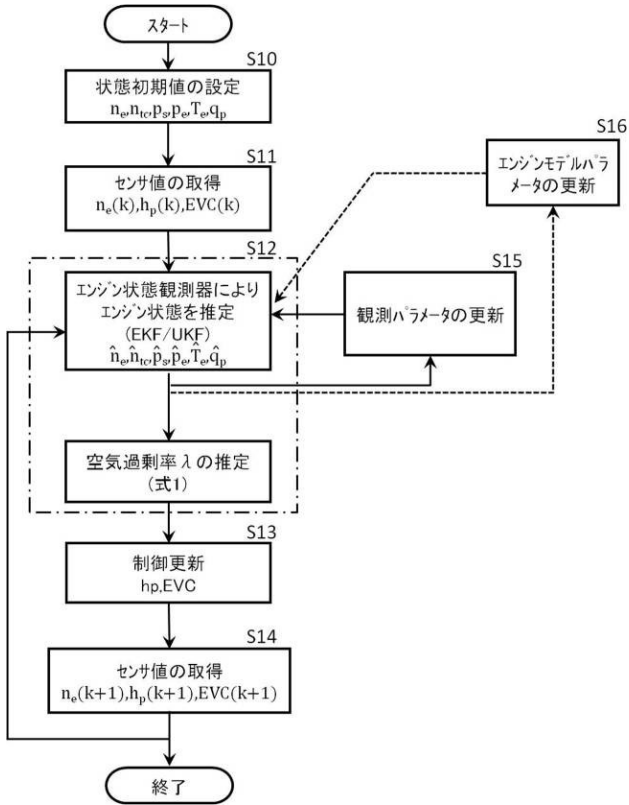 スタート
S10
状態初期値の設定
nₑ,nₜc,pₛ,pₑ,Tₑ,qₚ
S11
センサ値の取得
nₑ(k),hₚ(k),EVC(k)
S16
エンジンモデルパラ
メータの更新
S12
エンジン状態観測器により
エンジン状態を推定
(EKF/UKF)
n̂ₑ,n̂ₜc,p̂ₛ,p̂ₑ,T̂ₑ,q̂ₚ
S15
観測パラメータの更新
空気過剰率λの推定
(式1)
S13
制御更新
hp,EVC
S14
センサ値の取得
nₑ(k+1),hₚ(k+1),EVC(k+1)
終了